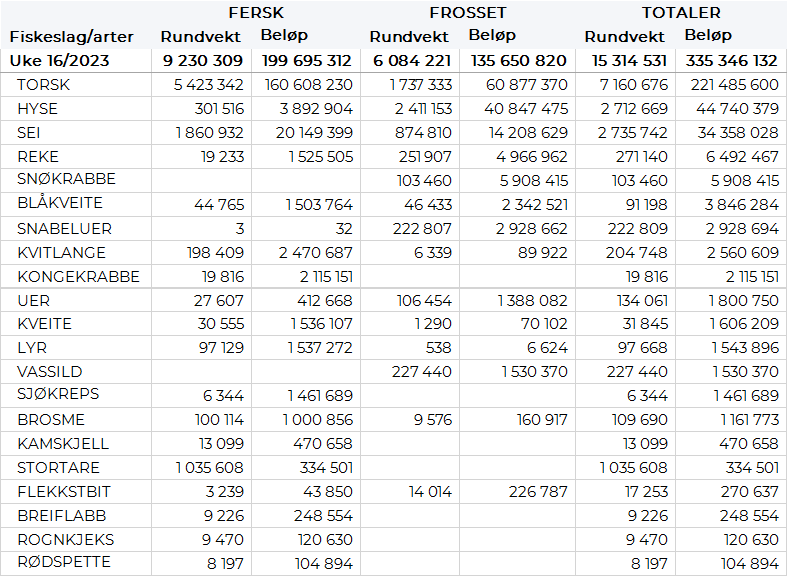 FERSK FROSSET TOTALER
Fiskeslag/arter Rundvekt Beløp Rundvekt Beløp Rundvekt Beløp
Uke 16/2023 9 230 309 199 695 312 6 084 221 135 650 820 15 314 531 335 346 132
TORSK 5 423 342 160 608 230 1 737 333 60 877 370 7 160 676 221 485 600
HYSE 301 516 3 892 904 2 411 153 40 847 475 2 712 669 44 740 379
SEI 1 860 932 20 149 399 874 810 14 208 629 2 735 742 34 358 028
REKE 19 233 1 525 505 251 907 4 966 962 271 140 6 492 467
SNØKRABBE 103 460 5 908 415 103 460 5 908 415
BLÅKVEITE 44 765 1 503 764 46 433 2 342 521 91 198 3 846 284
SNABELUER 3 32 222 807 2 928 662 222 809 2 928 694
KVITLANGE 198 409 2 470 687 6 339 89 922 204 748 2 560 609
KONGEKRABBE 19 816 2 115 151 19 816 2 115 151
UER 27 607 412 668 106 454 1 388 082 134 061 1 800 750
KVEITE 30 555 1 536 107 1 290 70 102 31 845 1 606 209
LYR 97 129 1 537 272 538 6 624 97 668 1 543 896
VASSILD 227 440 1 530 370 227 440 1 530 370
SJØKREPS 6 344 1 461 689 6 344 1 461 689
BROSME 100 114 1 000 856 9 576 160 917 109 690 1 161 773
KAMSKJELL 13 099 470 658 13 099 470 658
STORTARE 1 035 608 334 501 1 035 608 334 501
FLEKKSTBIT 3 239 43 850 14 014 226 787 17 253 270 637
BREIFLABB 9 226 248 554 9 226 248 554
ROGNKJEKS 9 470 120 630 9 470 120 630
RØDSPETTE 8 197 104 894 8 197 104 894